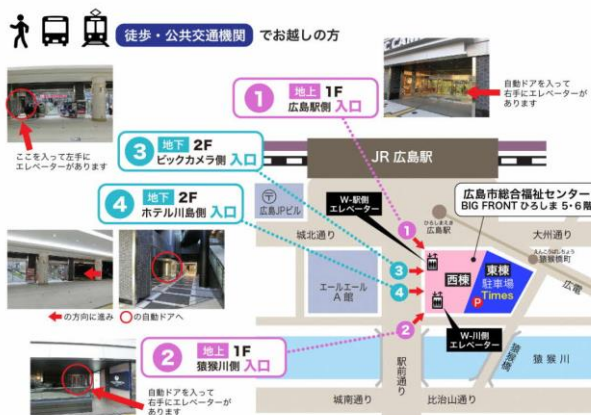 徒歩・公共交通機関 でお越しの方
自動ドアを入って
右手にエレベーターが
あります
1 地上 1F
広島駅側 入口
ここを入って左手に
エレベーターがあります
3 地下 2F
ビックカメラ側 入口
4 地下 2F
ホテル川島側 入口
の方向に進み の自動ドアへ
2 地上 1F
猿猴川側 入口
自動ドアを入って
右手にエレベーターが
あります
JR 広島駅
〒
広島JPビル
W-駅側
エレベーター
ひろしまえき
広島駅
広島市総合福祉センター
BIG FRONT ひろしま 5・6階
城北通り
大州通り
えんこうばしちょう
猿猴橋町
広電
1
3
4
2
エールエール
A 館
西棟
東棟
駐車場
Times
P
W-川側
エレベーター
駅前通り
猿猴橋
猿猴川
城南通り
比治山通り